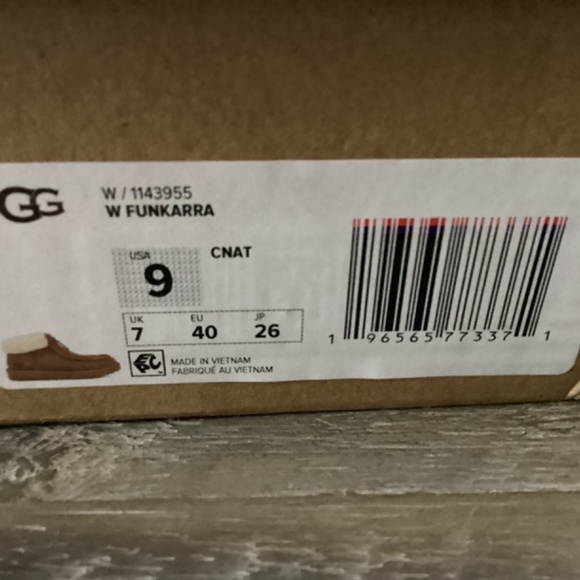 GG
W / 1143955
W FUNKARRA
USA
9
CNAT
UK EU JP
7 40 26
MADE IN VIETNAM
FABRIQUÉ AU VIETNAM
1 96565 77337 1